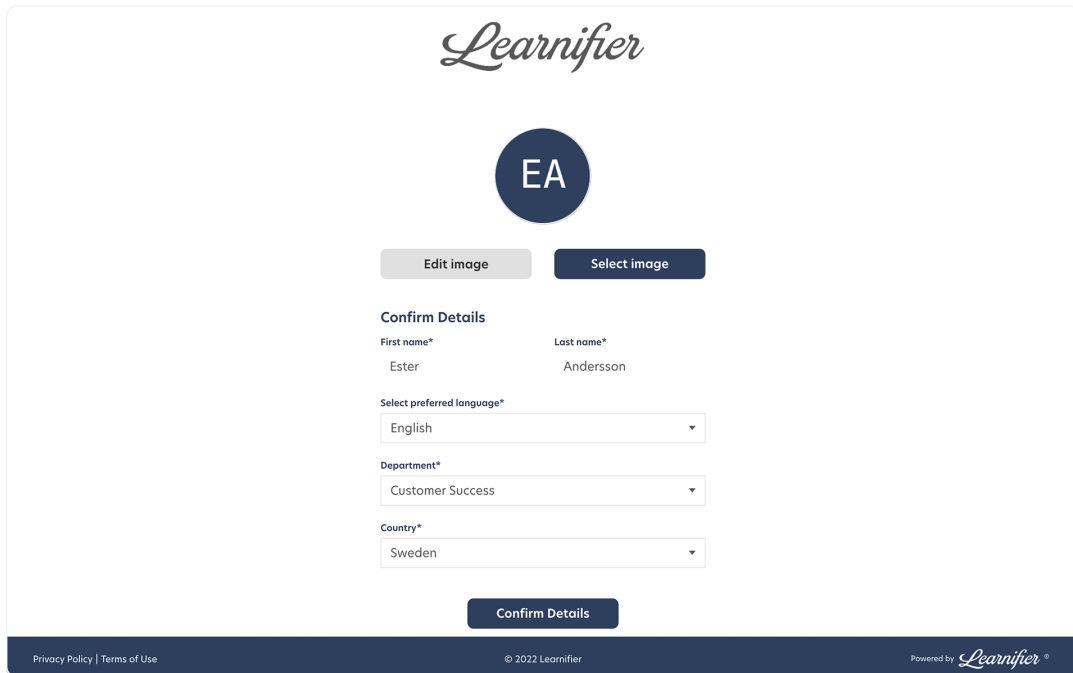 Learnifier
EA
Edit image Select image
Confirm Details
First name* Last name*
Ester Andersson
Select preferred language*
English
Department*
Customer Success
Country*
Sweden
Confirm Details
Privacy Policy | Terms of Use © 2022 Learnifier Powered by Learnifier ®